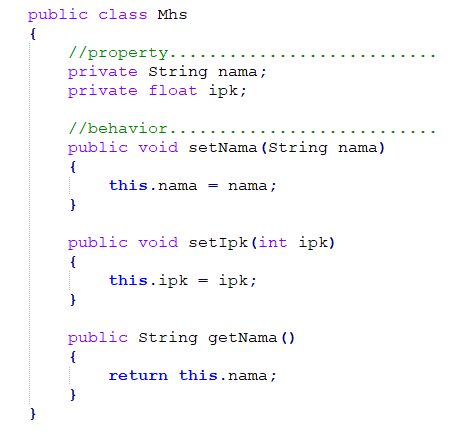 public class Mhs
{
//property...........................
private String nama;
private float ipk;
//behavior...........................
public void setNama(String nama)
{
this.nama = nama;
}
public void setIpk(int ipk)
{
this.ipk = ipk;
}
public String getNama()
{
return this.nama;
}
}